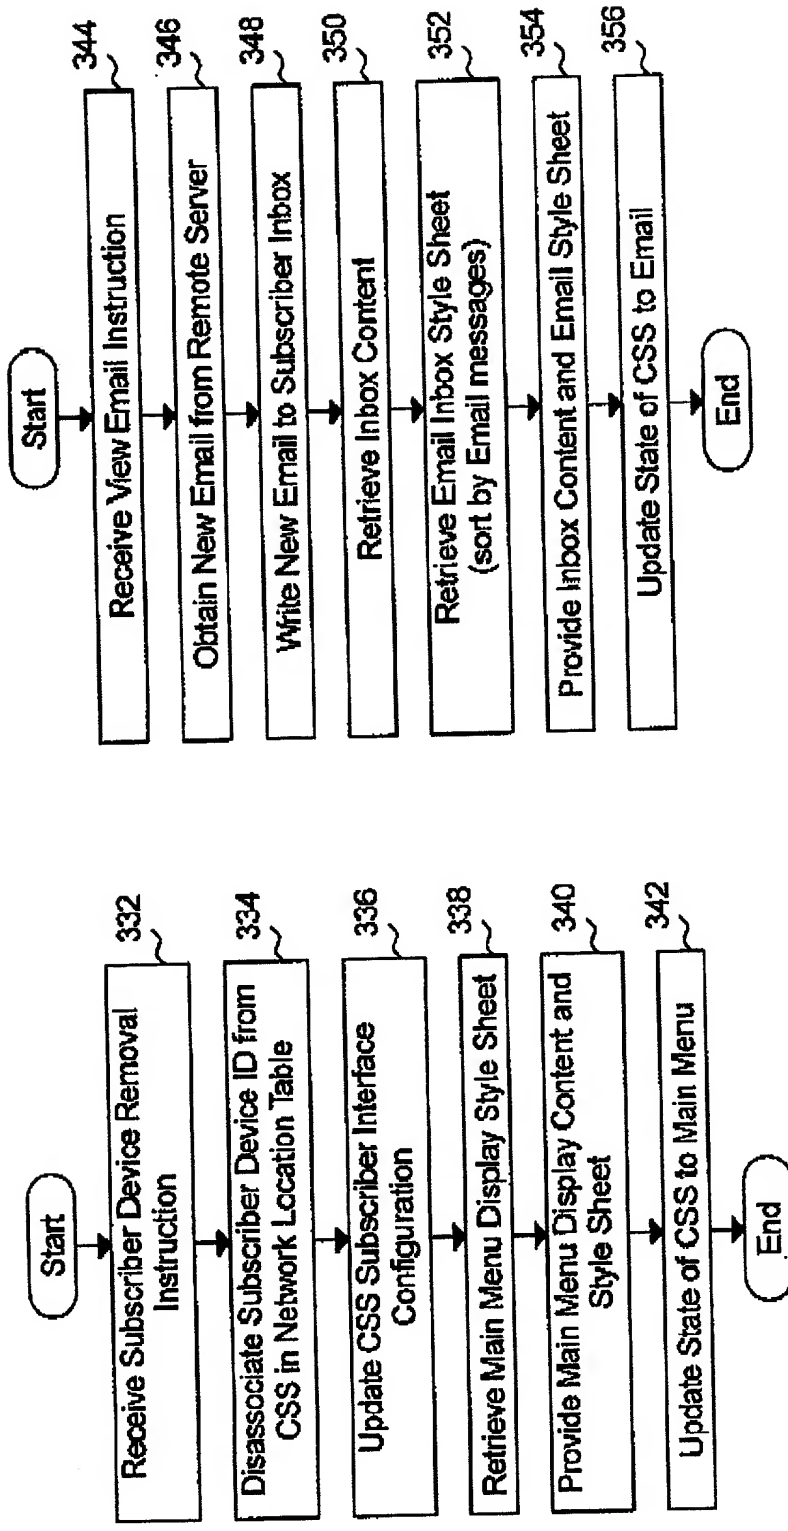 Start
Receive Subscriber Device Removal
Instruction
332
Disassociate Subscriber Device ID from
CSS in Network Location Table
334
Update CSS Subscriber Interface
Configuration
336
Retrieve Main Menu Display Style Sheet
338
Provide Main Menu Display Content and
Style Sheet
340
Update State of CSS to Main Menu
342
End
Start
Receive View Email Instruction
344
Obtain New Email from Remote Server
346
Write New Email to Subscriber Inbox
348
Retrieve Inbox Content
350
Retrieve Email Inbox Style Sheet
(sort by Email messages)
352
Provide Inbox Content and Email Style Sheet
354
Update State of CSS to Email
356
End